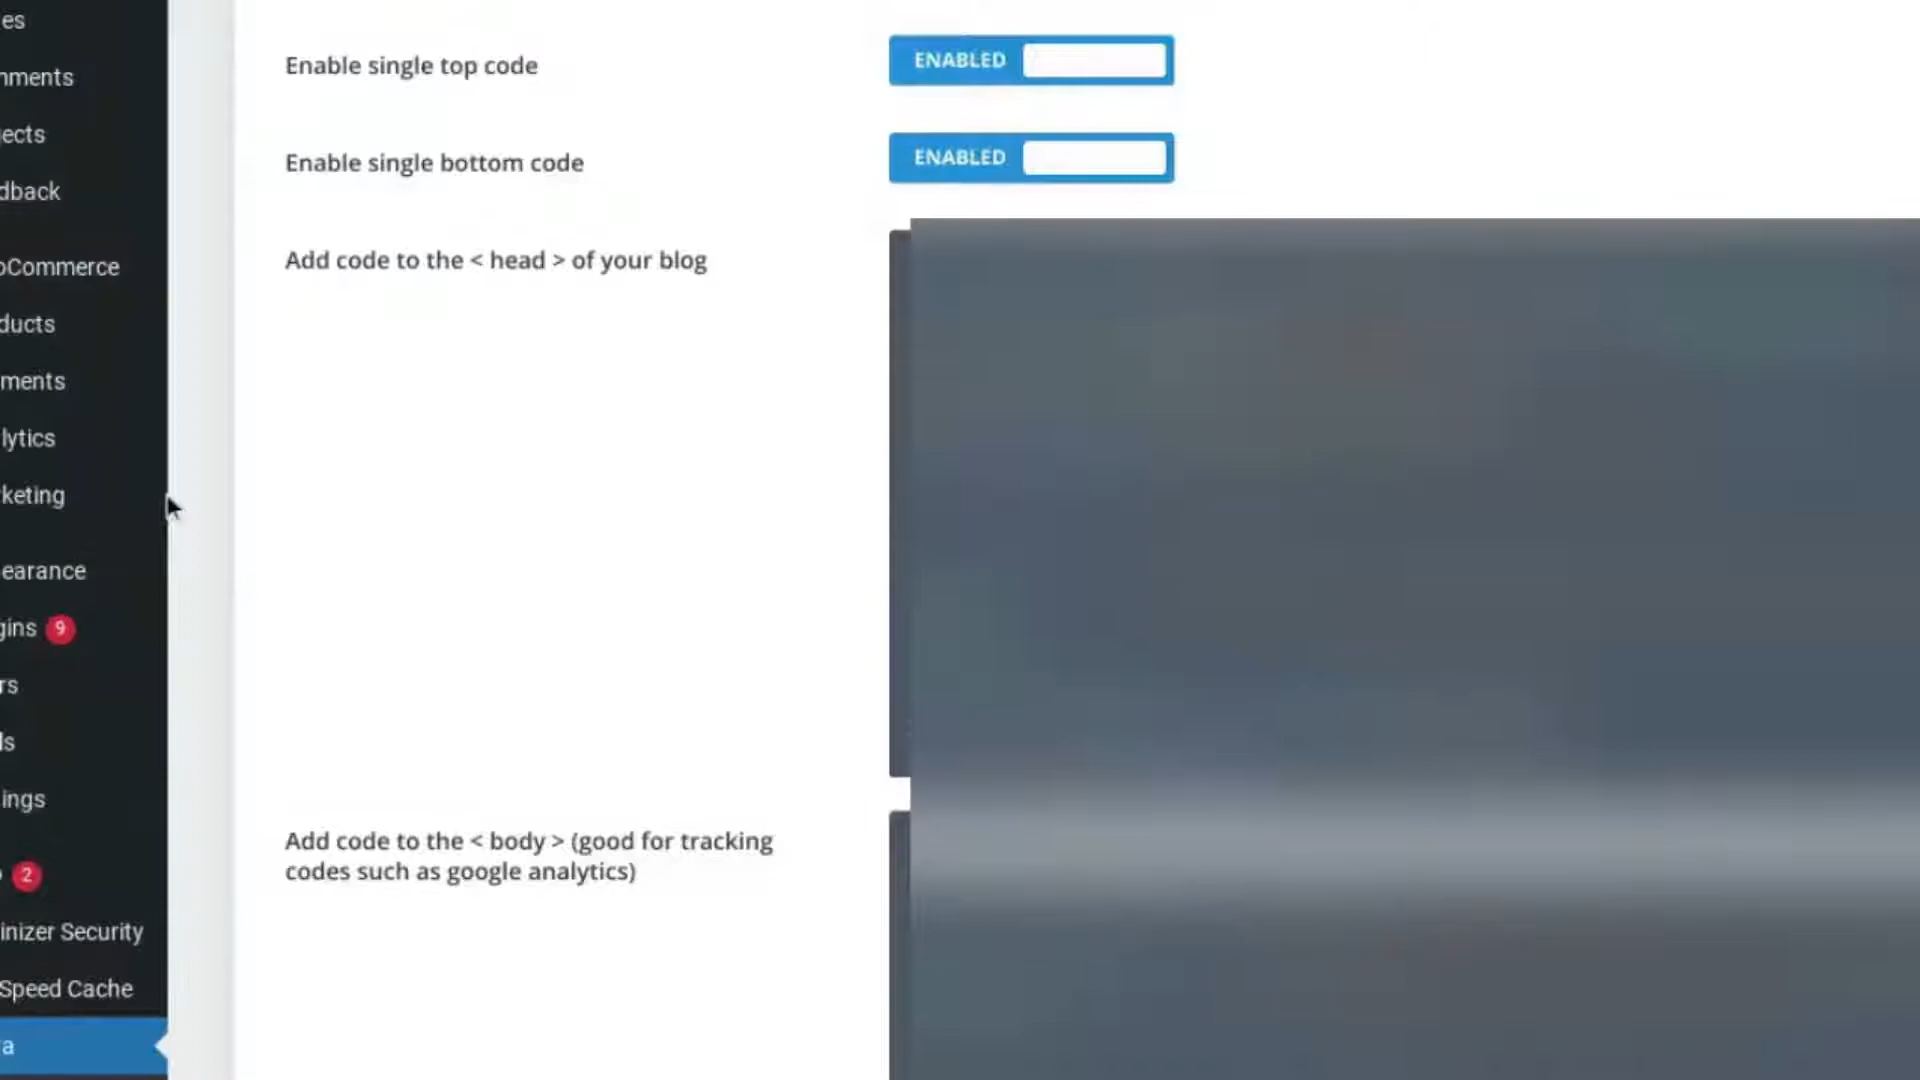 es
nments
jects
dback
oCommerce
ducts
ments
lytics
keting
earance
gins 9
rs
ls
ings
2
inizer Security
Speed Cache
a
Enable single top code
ENABLED
Enable single bottom code
ENABLED
Add code to the < head > of your blog
Add code to the < body > (good for tracking
codes such as google analytics)